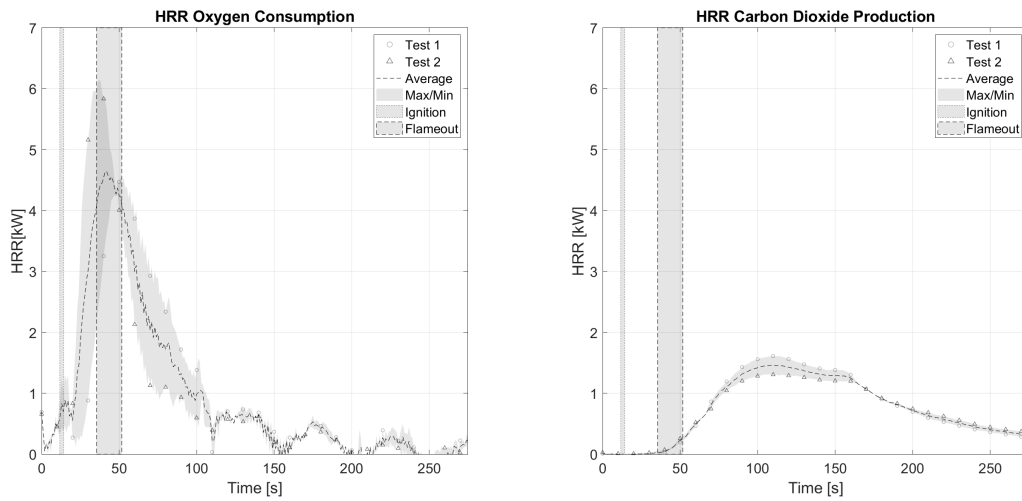 HRR Oxygen Consumption
7
6
5
4
3
2
1
0
HRR[kW]
0 50 100 150 200 250
Time [s]
Test 1
Test 2
Average
Max/Min
Ignition
Flameout
HRR Carbon Dioxide Production
7
6
5
4
3
2
1
0
HRR [kW]
0 50 100 150 200 250
Time [s]
Test 1
Test 2
Average
Max/Min
Ignition
Flameout